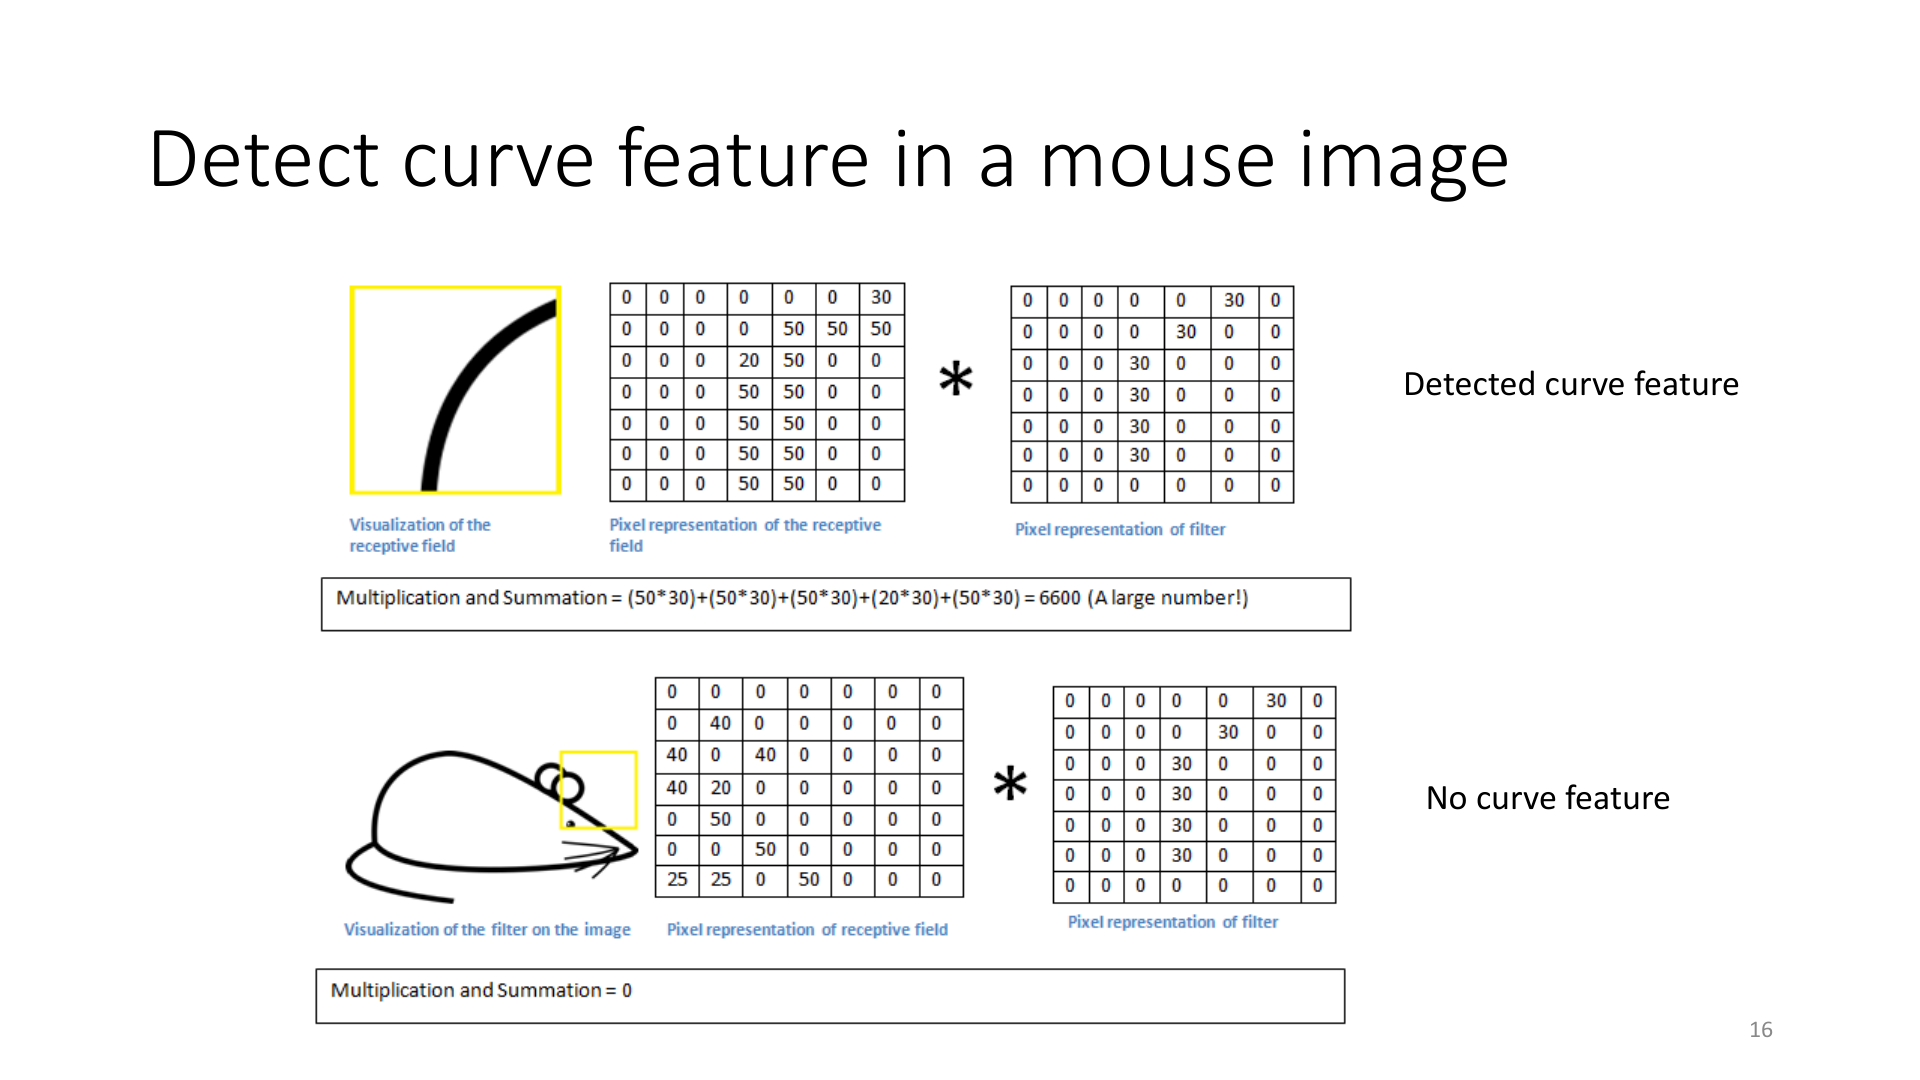 Detect curve feature in a mouse image
0 0 0 0 0 0 30
0 0 0 0 50 50 50
0 0 0 20 50 0 0
0 0 0 50 50 0 0
0 0 0 50 50 0 0
0 0 0 50 50 0 0
0 0 0 50 50 0 0
*
0 0 0 0 0 30 0
0 0 0 0 30 0 0
0 0 0 30 0 0 0
0 0 0 30 0 0 0
0 0 0 30 0 0 0
0 0 0 30 0 0 0
0 0 0 0 0 0 0
Detected curve feature
Visualization of the
receptive field
Pixel representation of the receptive
field
Pixel representation of filter
Multiplication and Summation = (50*30)+(50*30)+(50*30)+(20*30)+(50*30) = 6600 (A large number!)
0 0 0 0 0 0 0
0 40 0 0 0 0 0
40 0 40 0 0 0 0
40 20 0 0 0 0 0
0 50 0 0 0 0 0
0 0 50 0 0 0 0
25 25 0 50 0 0 0
*
0 0 0 0 0 30 0
0 0 0 0 30 0 0
0 0 0 30 0 0 0
0 0 0 30 0 0 0
0 0 0 30 0 0 0
0 0 0 30 0 0 0
0 0 0 0 0 0 0
No curve feature
Visualization of the filter on the image
Pixel representation of receptive field
Pixel representation of filter
Multiplication and Summation = 0
16